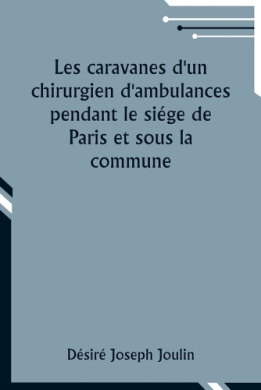 Les caravanes d'un
chirurgien d'ambulances
pendant le siége de
Paris et sous la
commune
Désiré Joseph Joulin